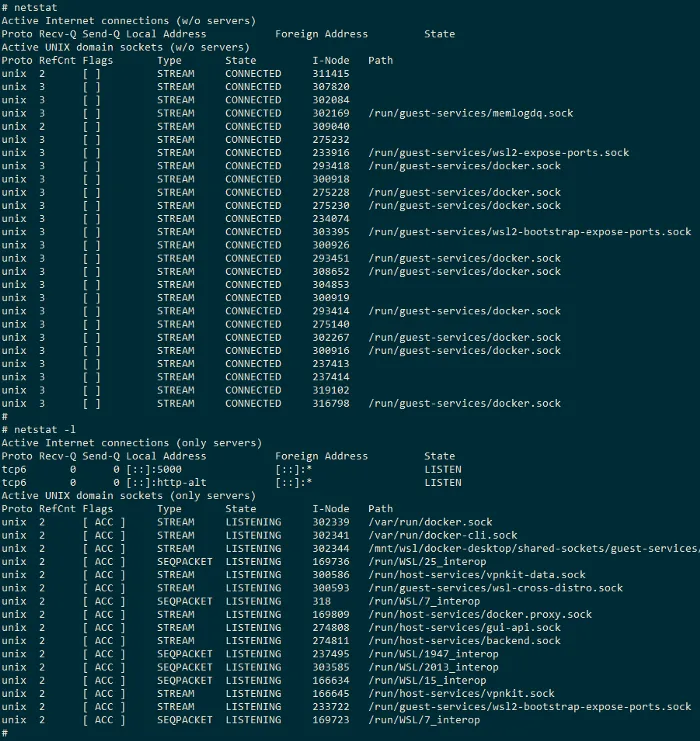 # netstat
Active Internet connections (w/o servers)
Proto Recv-Q Send-Q Local Address           Foreign Address         State
Active UNIX domain sockets (w/o servers)
Proto RefCnt Flags       Type       State         I-Node   Path
unix  2      [ ]         STREAM     CONNECTED     311415
unix  3      [ ]         STREAM     CONNECTED     307820
unix  3      [ ]         STREAM     CONNECTED     302084
unix  3      [ ]         STREAM     CONNECTED     302169   /run/guest-services/memlogdq.sock
unix  2      [ ]         STREAM     CONNECTED     309040
unix  3      [ ]         STREAM     CONNECTED     275232
unix  3      [ ]         STREAM     CONNECTED     233916   /run/guest-services/wsl2-expose-ports.sock
unix  3      [ ]         STREAM     CONNECTED     293418   /run/guest-services/docker.sock
unix  3      [ ]         STREAM     CONNECTED     300918
unix  3      [ ]         STREAM     CONNECTED     275228   /run/guest-services/docker.sock
unix  3      [ ]         STREAM     CONNECTED     275230   /run/guest-services/docker.sock
unix  3      [ ]         STREAM     CONNECTED     234074
unix  3      [ ]         STREAM     CONNECTED     303395   /run/guest-services/wsl2-bootstrap-expose-ports.sock
unix  3      [ ]         STREAM     CONNECTED     300926
unix  3      [ ]         STREAM     CONNECTED     293451   /run/guest-services/docker.sock
unix  3      [ ]         STREAM     CONNECTED     308652   /run/guest-services/docker.sock
unix  3      [ ]         STREAM     CONNECTED     304853
unix  3      [ ]         STREAM     CONNECTED     300919
unix  3      [ ]         STREAM     CONNECTED     293414   /run/guest-services/docker.sock
unix  3      [ ]         STREAM     CONNECTED     275140
unix  3      [ ]         STREAM     CONNECTED     302267   /run/guest-services/docker.sock
unix  3      [ ]         STREAM     CONNECTED     300916   /run/guest-services/docker.sock
unix  3      [ ]         STREAM     CONNECTED     237413
unix  3      [ ]         STREAM     CONNECTED     237414
unix  3      [ ]         STREAM     CONNECTED     319102
unix  3      [ ]         STREAM     CONNECTED     316798   /run/guest-services/docker.sock
#
# netstat -l
Active Internet connections (only servers)
Proto Recv-Q Send-Q Local Address           Foreign Address         State
tcp6       0      0 [::]:5000               [::]:*                  LISTEN
tcp6       0      0 [::]:http-alt           [::]:*                  LISTEN
Active UNIX domain sockets (only servers)
Proto RefCnt Flags       Type       State         I-Node   Path
unix  2      [ ACC ]     STREAM     LISTENING     302339   /var/run/docker.sock
unix  2      [ ACC ]     STREAM     LISTENING     302341   /run/docker-cli.sock
unix  2      [ ACC ]     STREAM     LISTENING     302344   /mnt/wsl/docker-desktop/shared-sockets/guest-services/
unix  2      [ ACC ]     SEQPACKET  LISTENING     169736   /run/WSL/25_interop
unix  2      [ ACC ]     STREAM     LISTENING     300586   /run/host-services/vpnkit-data.sock
unix  2      [ ACC ]     STREAM     LISTENING     300593   /run/guest-services/wsl-cross-distro.sock
unix  2      [ ACC ]     SEQPACKET  LISTENING     318      /run/WSL/7_interop
unix  2      [ ACC ]     STREAM     LISTENING     169809   /run/host-services/docker.proxy.sock
unix  2      [ ACC ]     STREAM     LISTENING     274808   /run/host-services/gui-api.sock
unix  2      [ ACC ]     STREAM     LISTENING     274811   /run/host-services/backend.sock
unix  2      [ ACC ]     SEQPACKET  LISTENING     237495   /run/WSL/1947_interop
unix  2      [ ACC ]     SEQPACKET  LISTENING     303585   /run/WSL/2013_interop
unix  2      [ ACC ]     SEQPACKET  LISTENING     166634   /run/WSL/15_interop
unix  2      [ ACC ]     STREAM     LISTENING     166645   /run/host-services/vpnkit.sock
unix  2      [ ACC ]     STREAM     LISTENING     233722   /run/guest-services/wsl2-bootstrap-expose-ports.sock
unix  2      [ ACC ]     SEQPACKET  LISTENING     169723   /run/WSL/7_interop
#